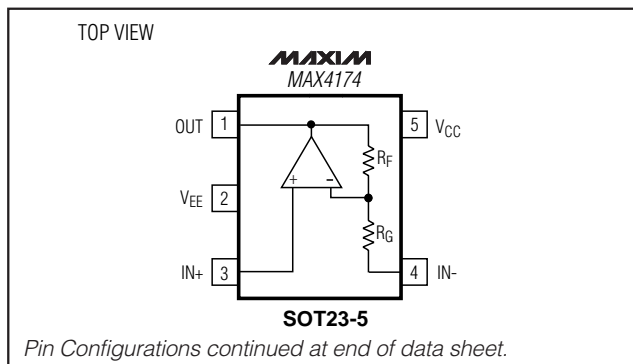 TOP VIEW
MAXIM
MAX4174
OUT 1
5 VCC
RF
+ -
VEE 2
RG
IN+ 3
4 IN-
SOT23-5
Pin Configurations continued at end of data sheet.